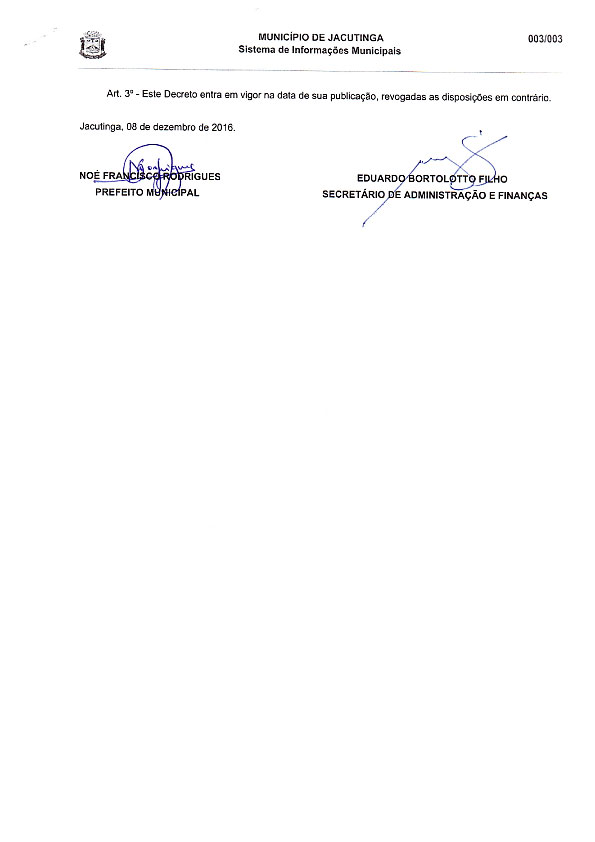 MUNICÍPIO DE JACUTINGA
003/003
Sistema de Informações Municipais
Art. 3º - Este Decreto entra em vigor na data de sua publicação, revogadas as disposições em contrário.
Jacutinga, 08 de dezembro de 2016.
NOÉ FRANCISCO RODRIGUES
PREFEITO MUNICIPAL
EDUARDO BORTOLOTTO FILHO
SECRETÁRIO DE ADMINISTRAÇÃO E FINANÇAS